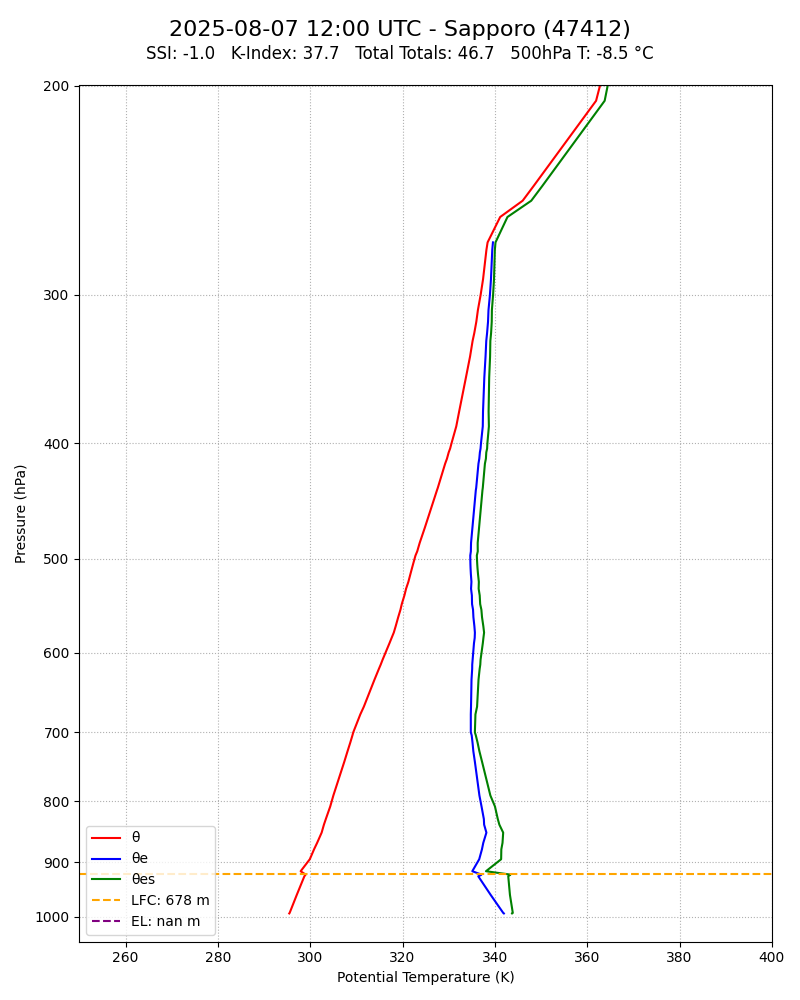 2025-08-07 12:00 UTC - Sapporo (47412)
SSI: -1.0 K-Index: 37.7 Total Totals: 46.7 500hPa T: -8.5 °C
200
300
400
500
600
700
800
900
1000
Pressure (hPa)
θ
θe
θes
LFC: 678 m
EL: nan m
260 280 300 320 340 360 380 400
Potential Temperature (K)